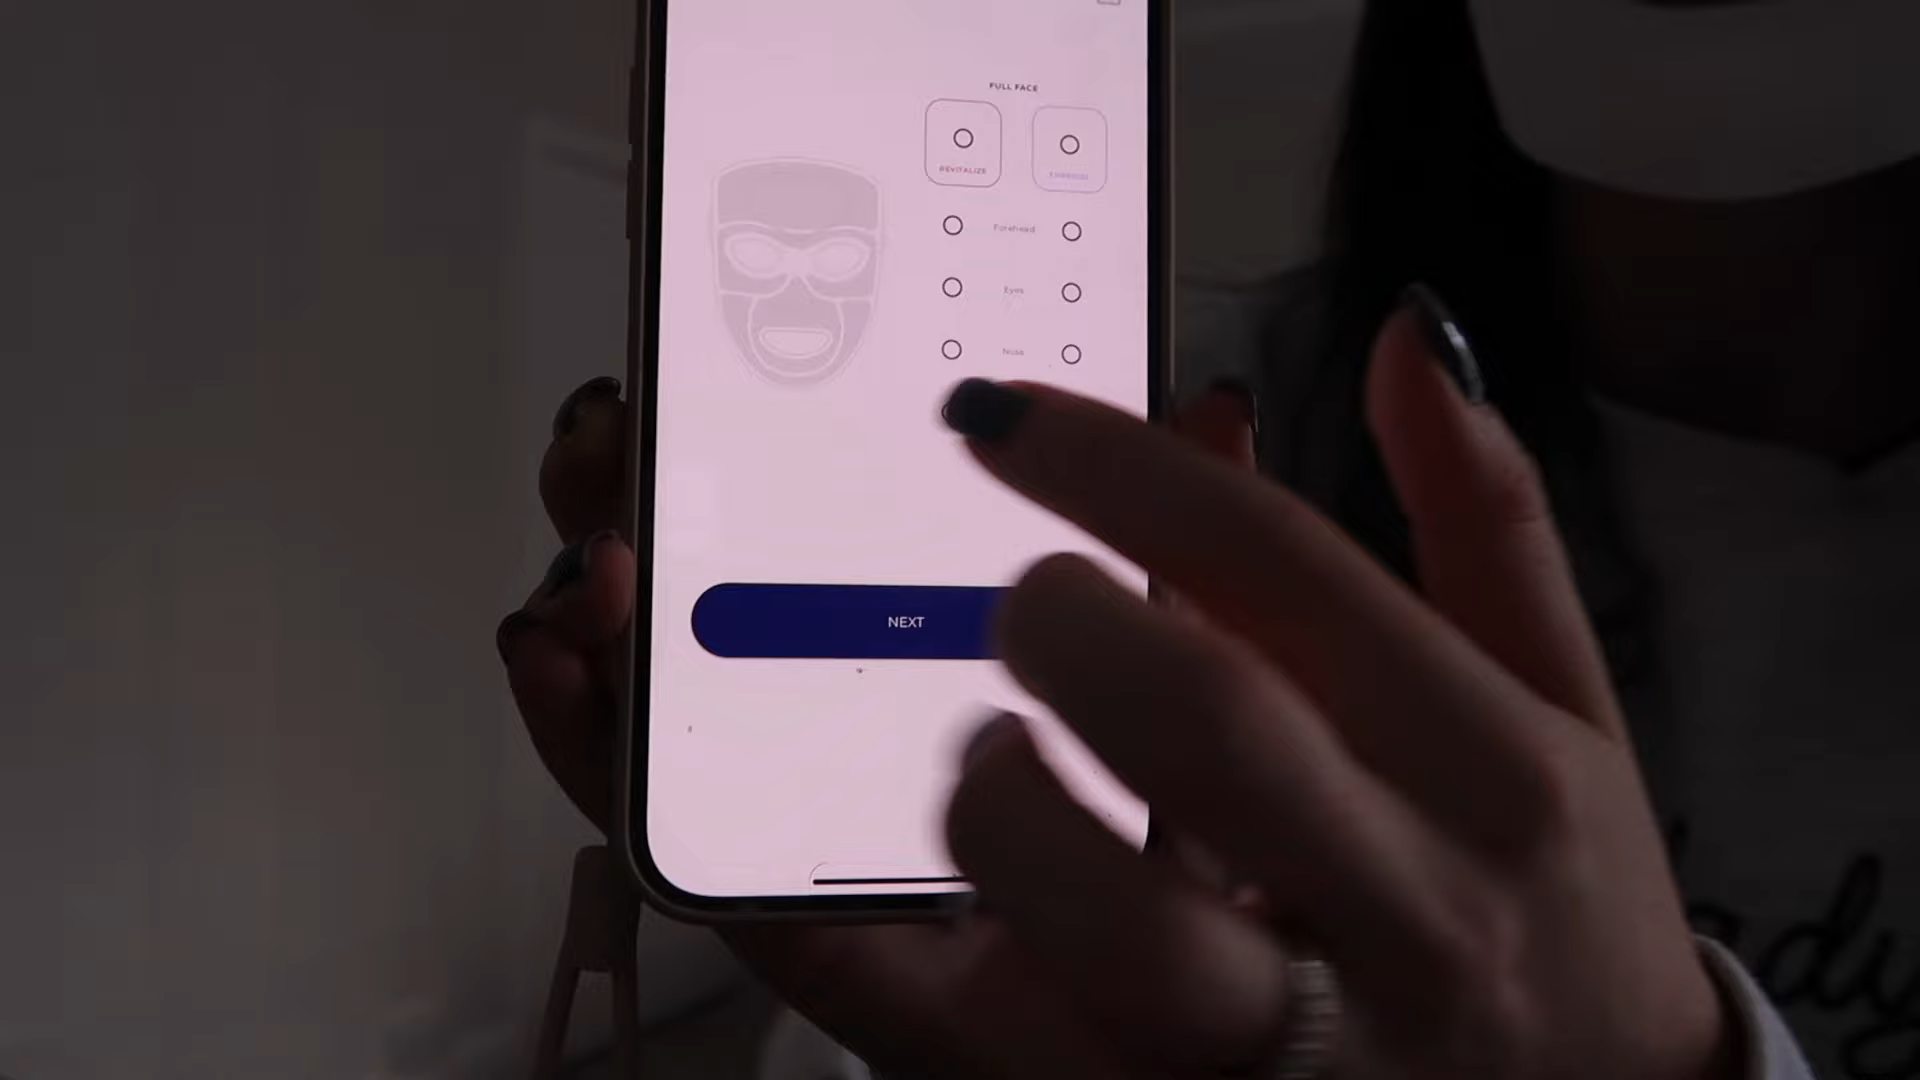 FULL FACE
REVITALIZE
Forehead
Eyes
Nose
NEXT